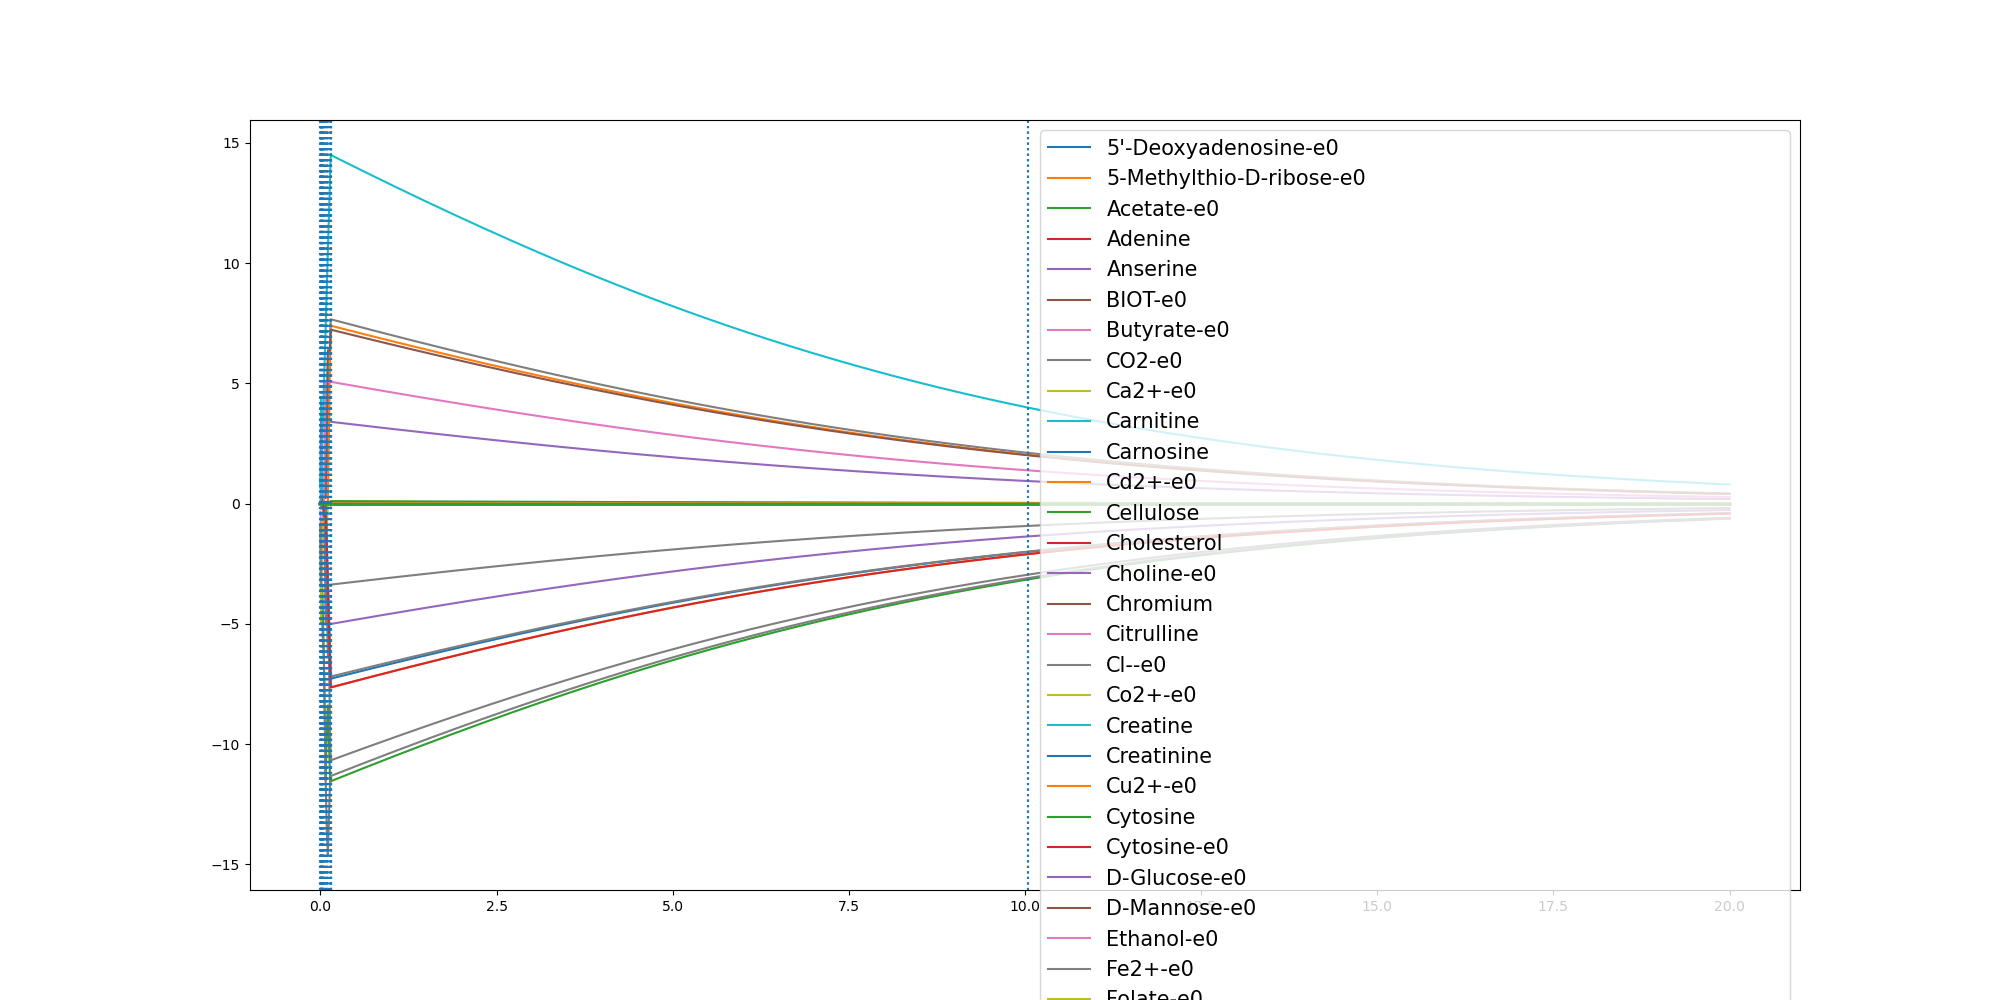 15
10
5
0
−5
−10
−15
0.0
2.5
5.0
7.5
10.0
15.0
17.5
20.0
5'-Deoxyadenosine-e0
5-Methylthio-D-ribose-e0
Acetate-e0
Adenine
Anserine
BIOT-e0
Butyrate-e0
CO2-e0
Ca2+-e0
Carnitine
Carnosine
Cd2+-e0
Cellulose
Cholesterol
Choline-e0
Chromium
Citrulline
Cl--e0
Co2+-e0
Creatine
Creatinine
Cu2+-e0
Cytosine
Cytosine-e0
D-Glucose-e0
D-Mannose-e0
Ethanol-e0
Fe2+-e0
Folate-e0